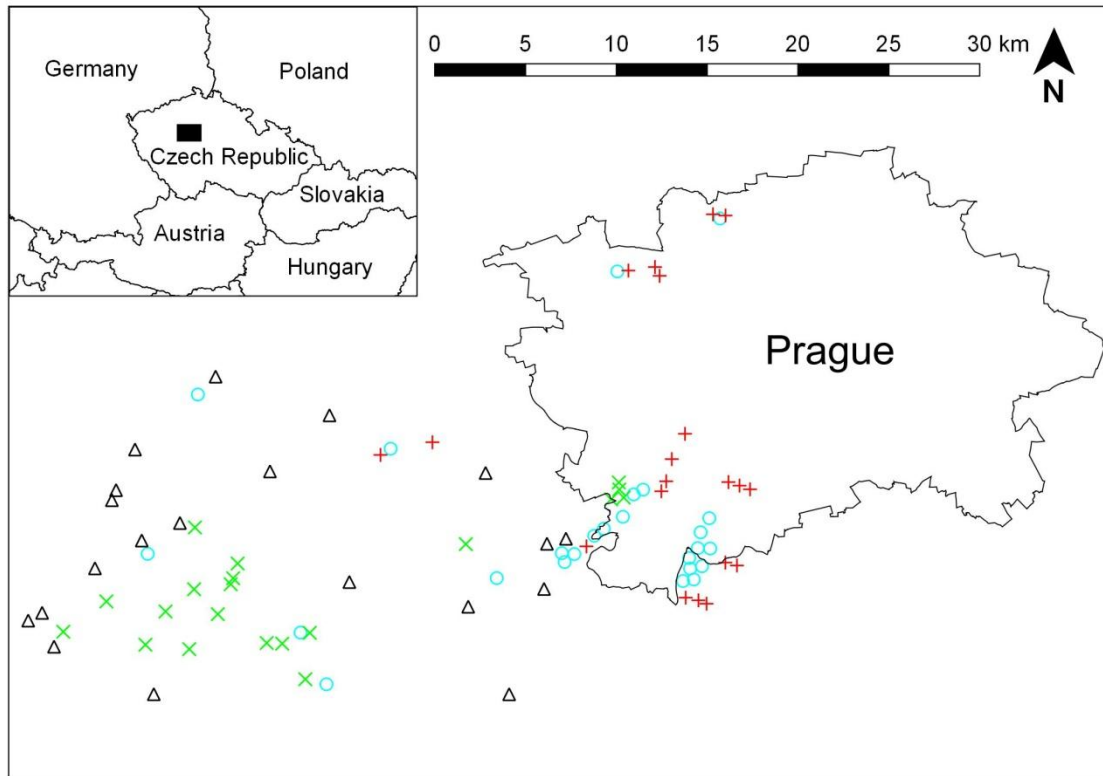 0 5 10 15 20 25 30 km
N
Germany
Poland
Czech Republic
Slovakia
Austria
Hungary
Prague